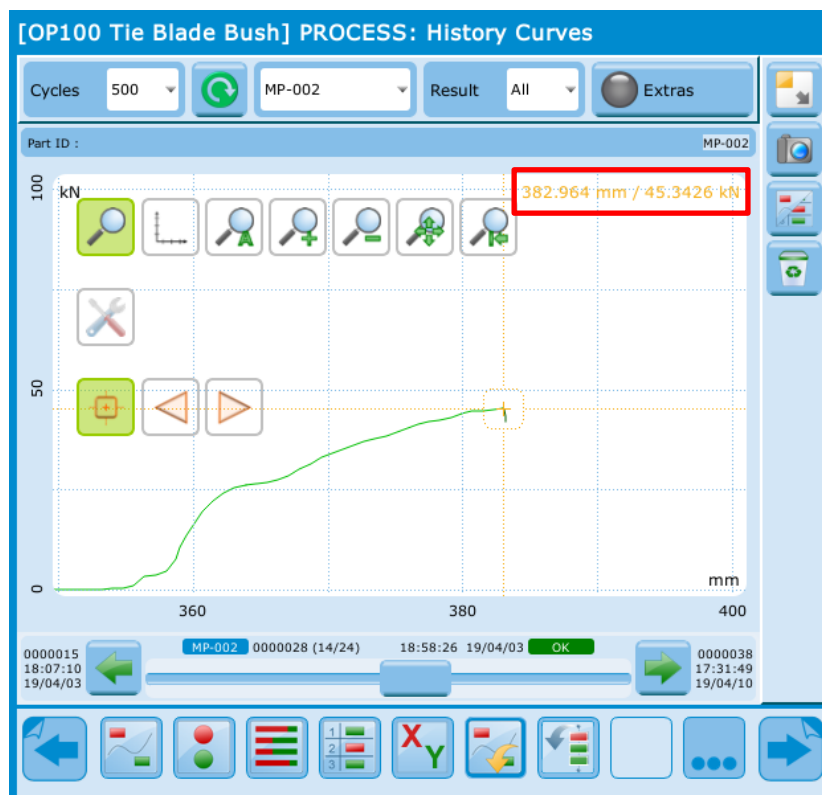 [OP100 Tie Blade Bush] PROCESS: History Curves
Cycles 500 MP-002 Result All Extras
Part ID : MP-002
100 kN 382.964 mm / 45.3426 kN
A
50
0 mm
360 380 400
MP-002 0000028 (14/24) 18:58:26 19/04/03 OK
0000015
18:07:10
19/04/03
0000038
17:31:49
19/04/10
1
2
3
X
Y